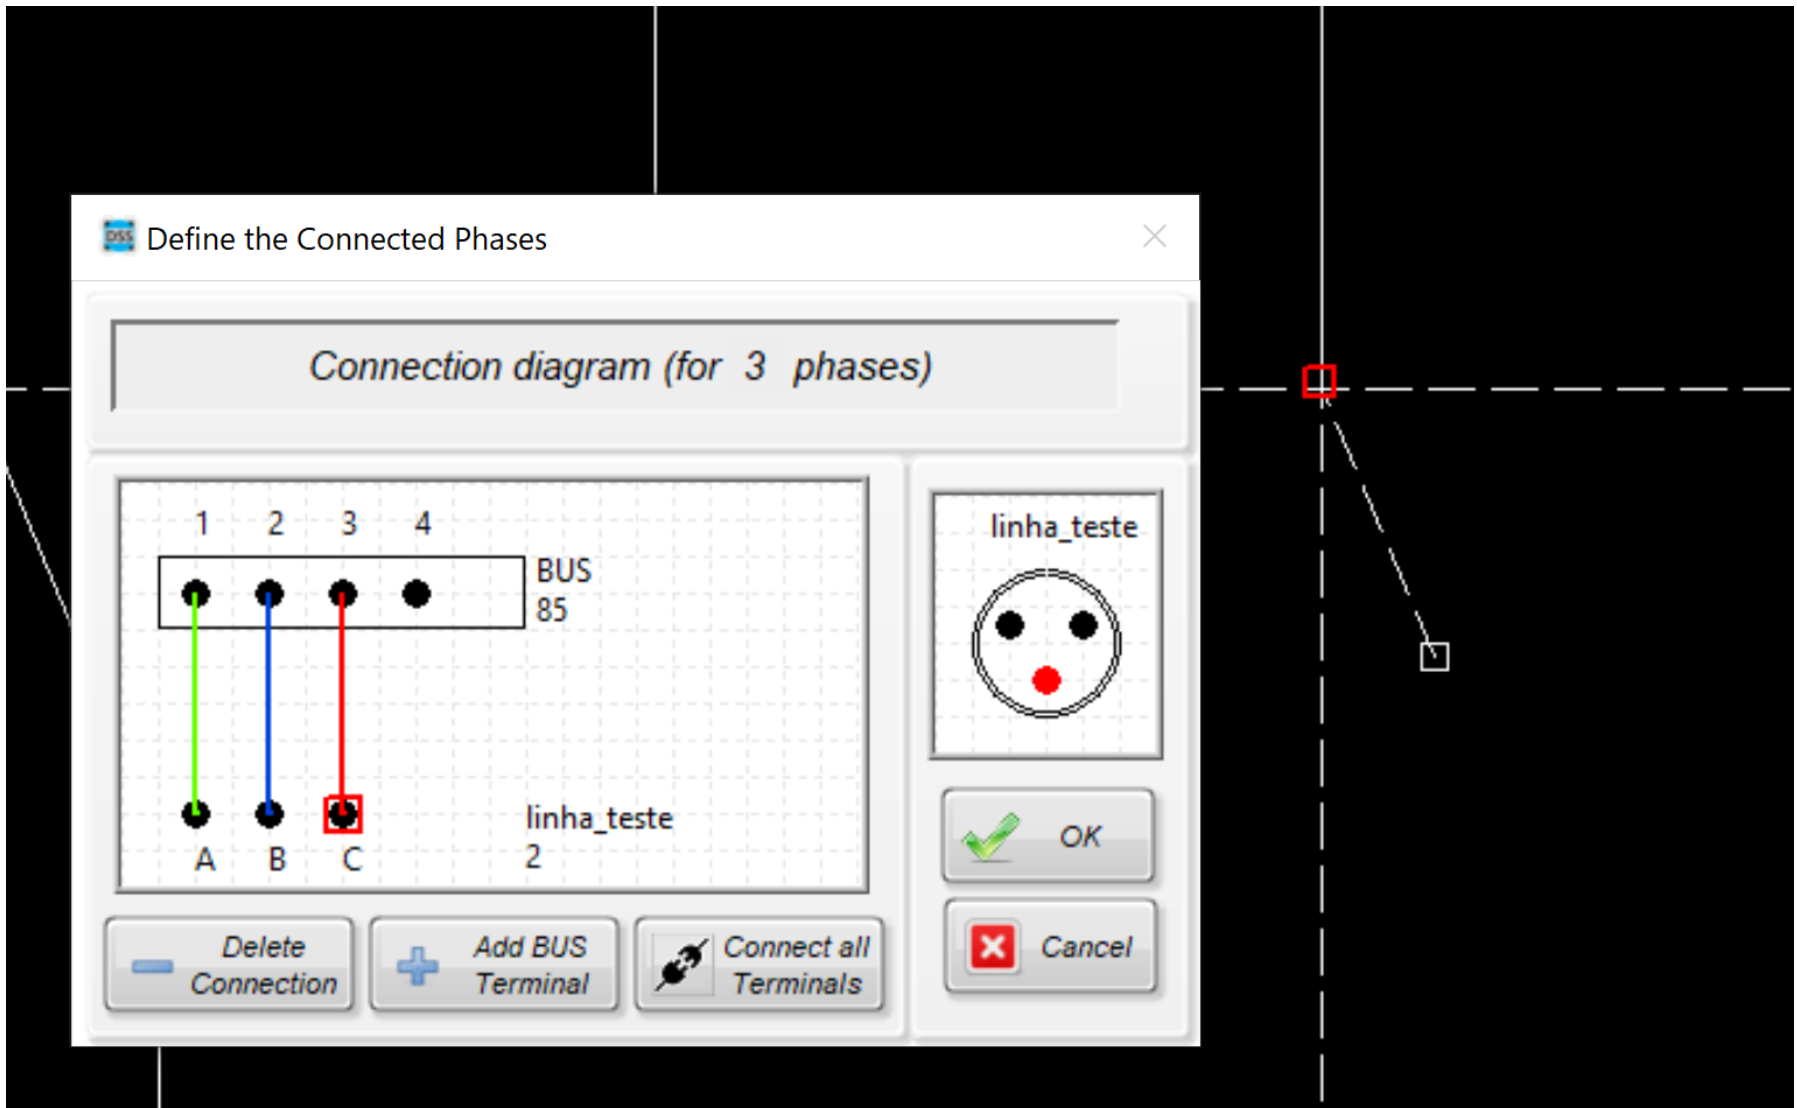 DSS
Define the Connected Phases
Connection diagram (for 3 phases)
1 2 3 4
BUS
85
linha_teste
2
A B C
linha_teste
OK
Cancel
Delete
Connection
Add BUS
Terminal
Connect all
Terminals